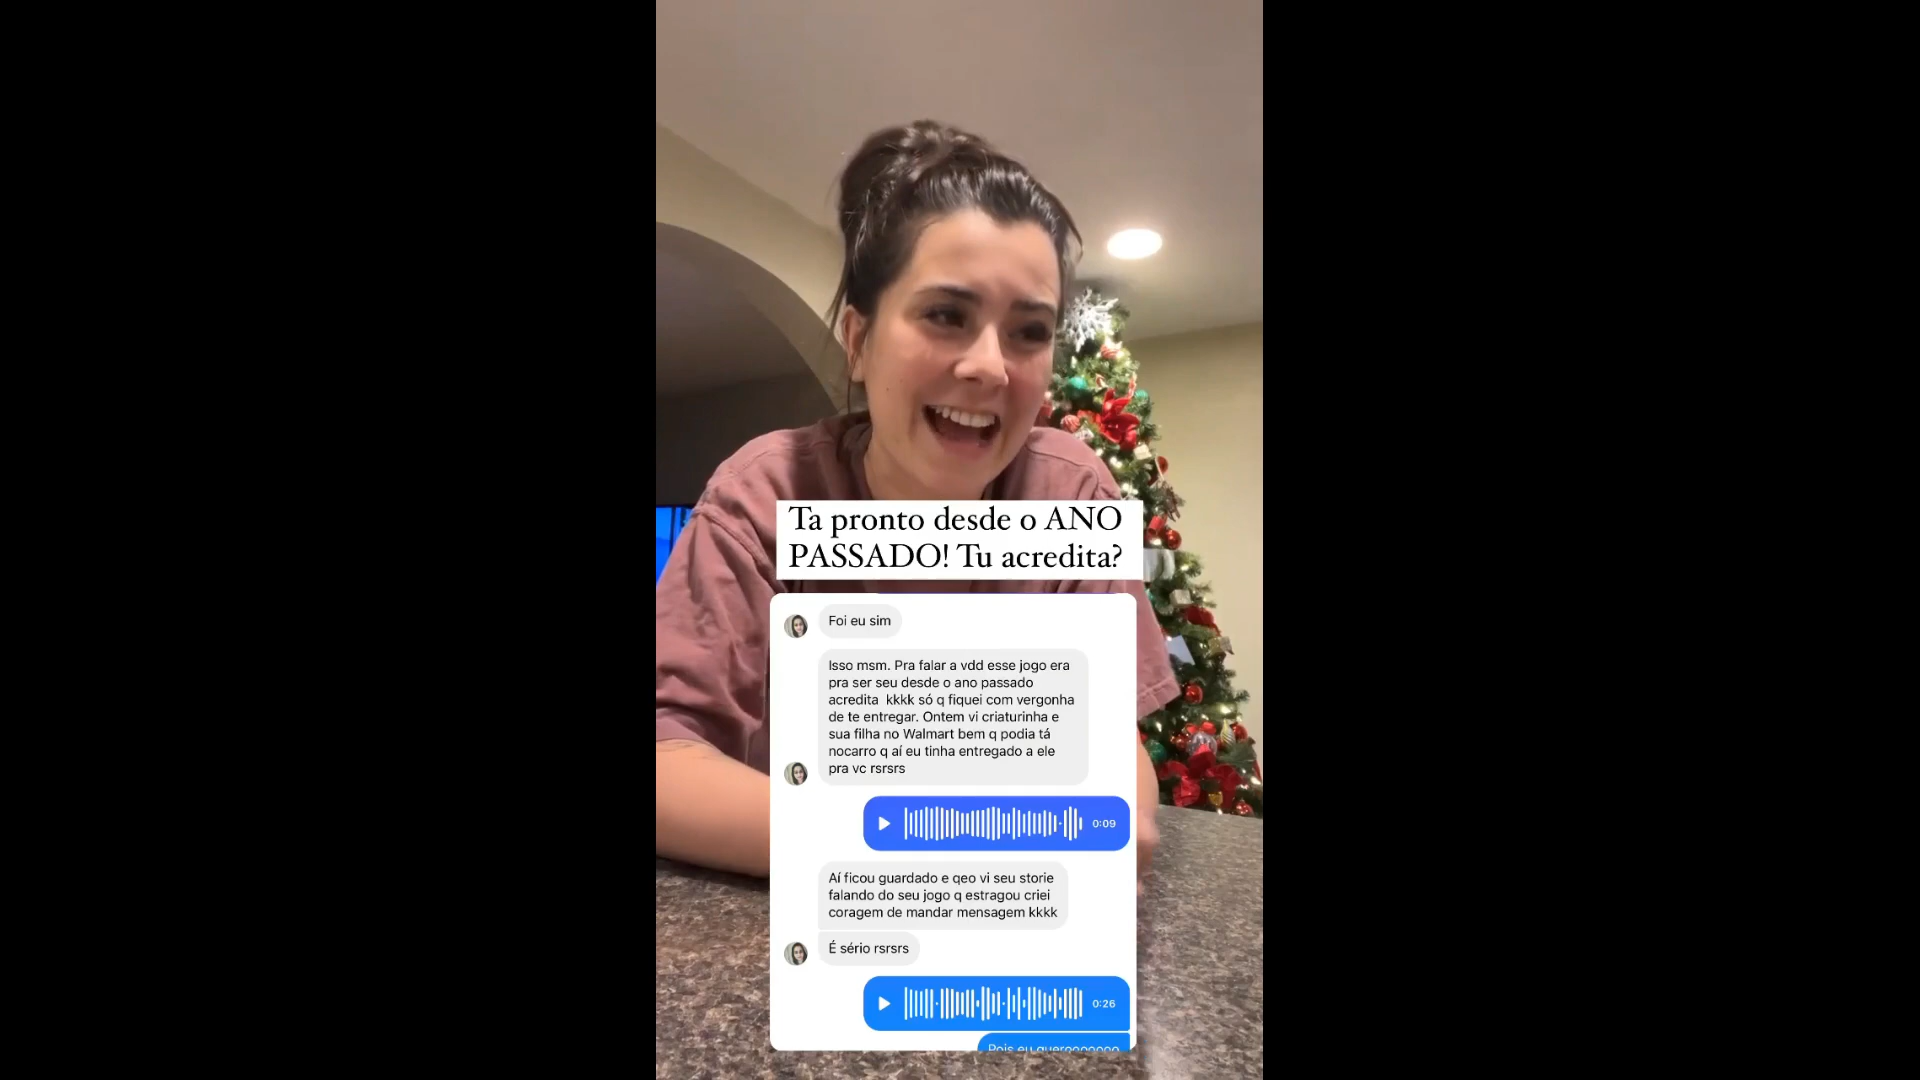 Ta pronto desde o ANO
PASSADO! Tu acredita?
Foi eu sim
Isso msm. Pra falar a vdd esse jogo era
pra ser seu desde o ano passado
acredita kkkk só q fiquei com vergonha
de te entregar. Ontem vi criaturinha e
sua filha no Walmart bem q podia tá
nocarro q aí eu tinha entregado a ele
pra vc rsrsrs
0:09
Aí ficou guardado e qeo vi seu storie
falando do seu jogo q estragou criei
coragem de mandar mensagem kkkk
É sério rsrsrs
0:26
Pois eu